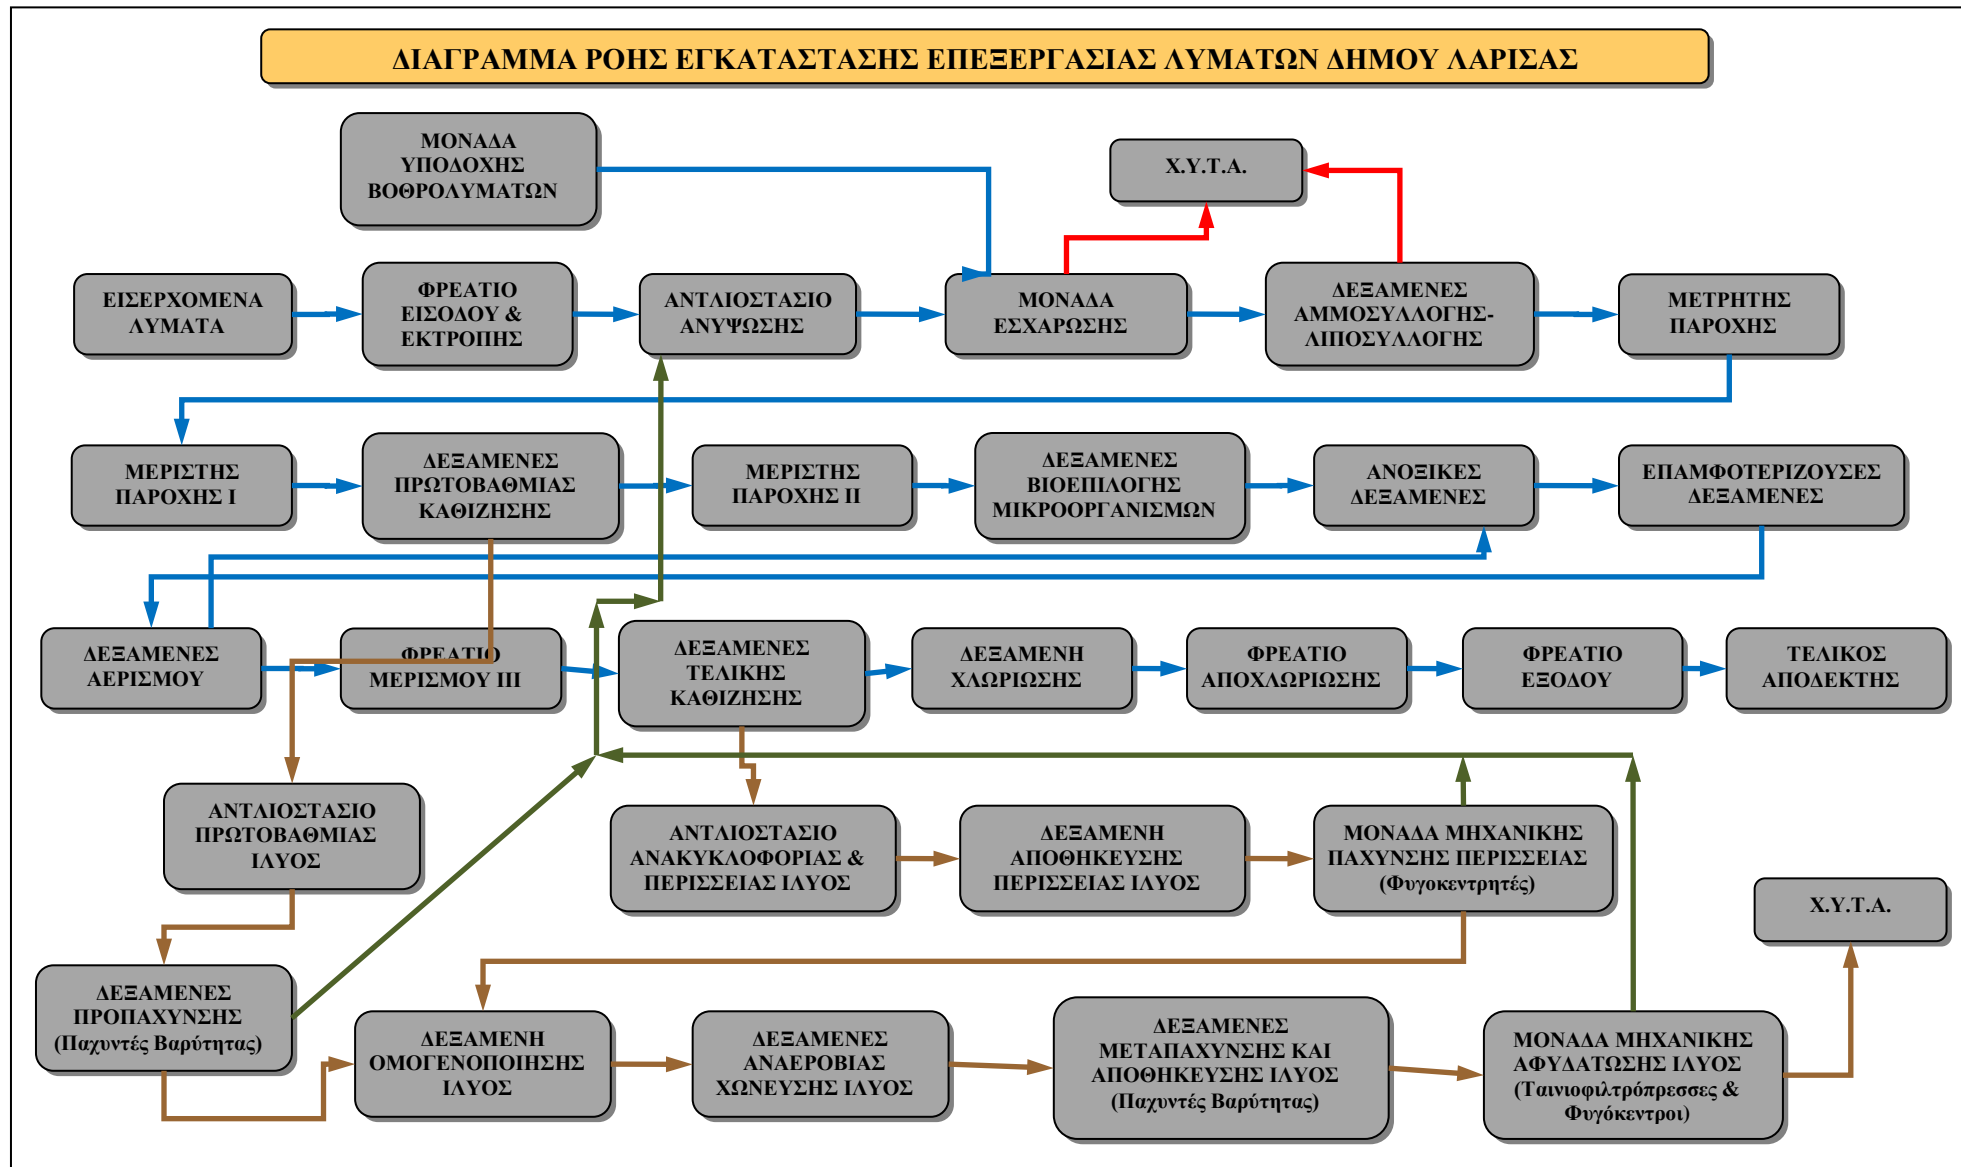 ΔΙΑΓΡΑΜΜΑ ΡΟΗΣ ΕΓΚΑΤΑΣΤΑΣΗΣ ΕΠΕΞΕΡΓΑΣΙΑΣ ΛΥΜΑΤΩΝ ΔΗΜΟΥ ΛΑΡΙΣΑΣ
ΜΟΝΑΔΑ
ΥΠΟΔΟΧΗΣ
ΒΟΘΡΟΛΥΜΑΤΩΝ
Χ.Υ.Τ.Α.
ΕΙΣΕΡΧΟΜΕΝΑ
ΛΥΜΑΤΑ
ΦΡΕΑΤΙΟ
ΕΙΣΟΔΟΥ &
ΕΚΤΡΟΠΗΣ
ΑΝΤΛΙΟΣΤΑΣΙΟ
ΑΝΥΨΩΣΗΣ
ΜΟΝΑΔΑ
ΕΣΧΑΡΩΣΗΣ
ΔΕΞΑΜΕΝΕΣ
ΑΜΜΟΣΥΛΛΟΓΗΣ-
ΛΙΠΟΣΥΛΛΟΓΗΣ
ΜΕΤΡΗΤΗΣ
ΠΑΡΟΧΗΣ
ΜΕΡΙΣΤΗΣ
ΠΑΡΟΧΗΣ Ι
ΔΕΞΑΜΕΝΕΣ
ΠΡΩΤΟΒΑΘΜΙΑΣ
ΚΑΘΙΖΗΣΗΣ
ΜΕΡΙΣΤΗΣ
ΠΑΡΟΧΗΣ ΙΙ
ΔΕΞΑΜΕΝΕΣ
ΒΙΟΕΠΙΛΟΓΗΣ
ΜΙΚΡΟΟΡΓΑΝΙΣΜΩΝ
ΑΝΟΞΙΚΕΣ
ΔΕΞΑΜΕΝΕΣ
ΕΠΑΜΦΟΤΕΡΙΖΟΥΣΕΣ
ΔΕΞΑΜΕΝΕΣ
ΔΕΞΑΜΕΝΕΣ
ΑΕΡΙΣΜΟΥ
ΦΡΕΑΤΙΟ
ΜΕΡΙΣΜΟΥ ΙΙΙ
ΔΕΞΑΜΕΝΕΣ
ΤΕΛΙΚΗΣ
ΚΑΘΙΖΗΣΗΣ
ΔΕΞΑΜΕΝΗ
ΧΛΩΡΙΩΣΗΣ
ΦΡΕΑΤΙΟ
ΑΠΟΧΛΩΡΙΩΣΗΣ
ΦΡΕΑΤΙΟ
ΕΞΟΔΟΥ
ΤΕΛΙΚΟΣ
ΑΠΟΔΕΚΤΗΣ
ΑΝΤΛΙΟΣΤΑΣΙΟ
ΠΡΩΤΟΒΑΘΜΙΑΣ
ΙΛΥΟΣ
ΑΝΤΛΙΟΣΤΑΣΙΟ
ΑΝΑΚΥΚΛΟΦΟΡΙΑΣ &
ΠΕΡΙΣΣΕΙΑΣ ΙΛΥΟΣ
ΔΕΞΑΜΕΝΗ
ΑΠΟΘΗΚΕΥΣΗΣ
ΠΕΡΙΣΣΕΙΑΣ ΙΛΥΟΣ
ΜΟΝΑΔΑ ΜΗΧΑΝΙΚΗΣ
ΠΑΧΥΝΣΗΣ ΠΕΡΙΣΣΕΙΑΣ
(Φυγοκεντρητές)
Χ.Υ.Τ.Α.
ΔΕΞΑΜΕΝΕΣ
ΠΡΟΠΑΧΥΝΣΗΣ
(Παχυντές Βαρύτητας)
ΔΕΞΑΜΕΝΗ
ΟΜΟΓΕΝΟΠΟΙΗΣΗΣ
ΙΛΥΟΣ
ΔΕΞΑΜΕΝΕΣ
ΑΝΑΕΡΟΒΙΑΣ
ΧΩΝΕΥΣΗΣ ΙΛΥΟΣ
ΔΕΞΑΜΕΝΕΣ
ΜΕΤΑΠΑΧΥΝΣΗΣ ΚΑΙ
ΑΠΟΘΗΚΕΥΣΗΣ ΙΛΥΟΣ
(Παχυντές Βαρύτητας)
ΜΟΝΑΔΑ ΜΗΧΑΝΙΚΗΣ
ΑΦΥΔΑΤΩΣΗΣ ΙΛΥΟΣ
(Ταινιοφιλτρόπρεσσες &
Φυγόκεντροι)